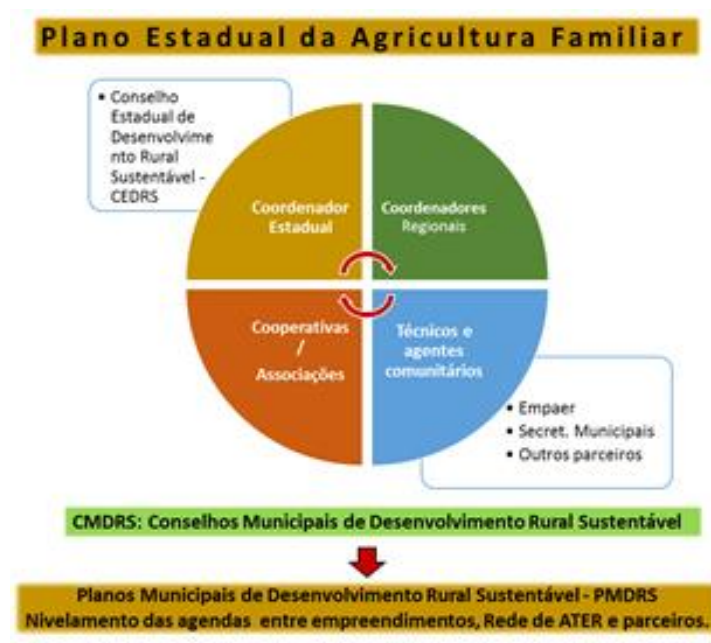 Plano Estadual da Agricultura Familiar
• Conselho
Estadual de
Desenvolvime
nto Rural
Sustentável -
CEDRS
Coordenador
Estadual
Coordenadores
Regionais
Cooperativas
/
Associações
Técnicos e
agentes
comunitários
• Empaer
• Secret. Municipais
• Outros parceiros
CMDRS: Conselhos Municipais de Desenvolvimento Rural Sustentável
Planos Municipais de Desenvolvimento Rural Sustentável - PMDRS
Nivelamento das agendas entre empreendimentos, Rede de ATER e parceiros.